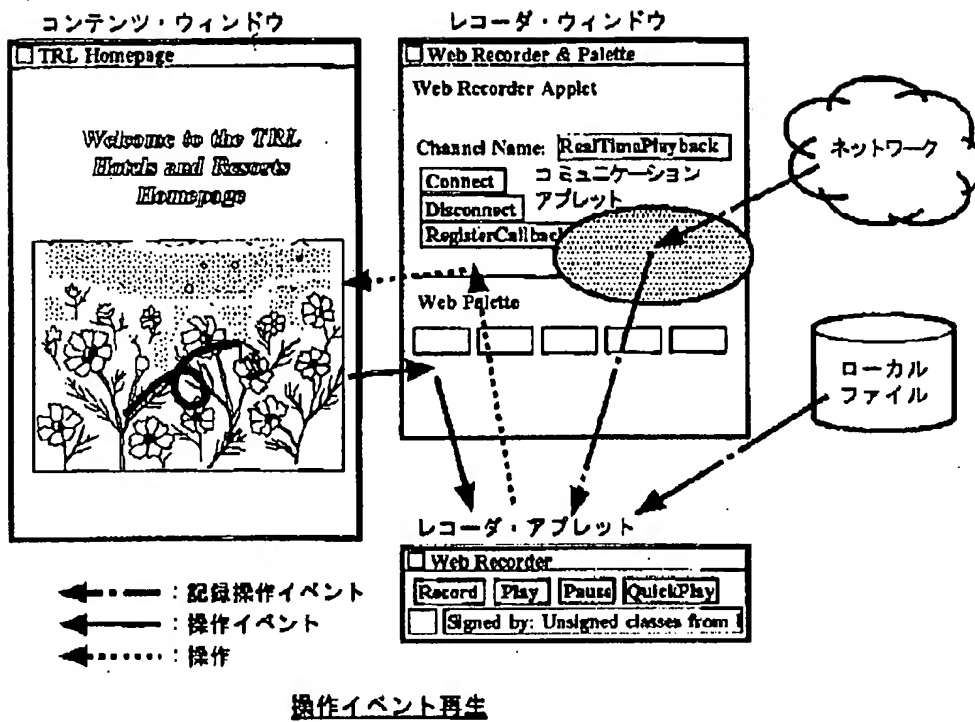 コンテンツ・ウィンドウ
TRL Homepage
Welcome to the TRL
Hotels and Resorts
Homepage
レコーダ・ウィンドウ
Web Recorder & Palette
Web Recorder Applet
Channel Name: RealTimePlayback
Connect
コミュニケーション
アプレット
Disconnect
RegisterCallback
Web Palette
ネットワーク
ローカル
ファイル
レコーダ・アプレット
Web Recorder
Record Play Pause QuickPlay
Signed by: Unsigned classes from l
:記録操作イベント
:操作イベント
:操作
操作イベント再生